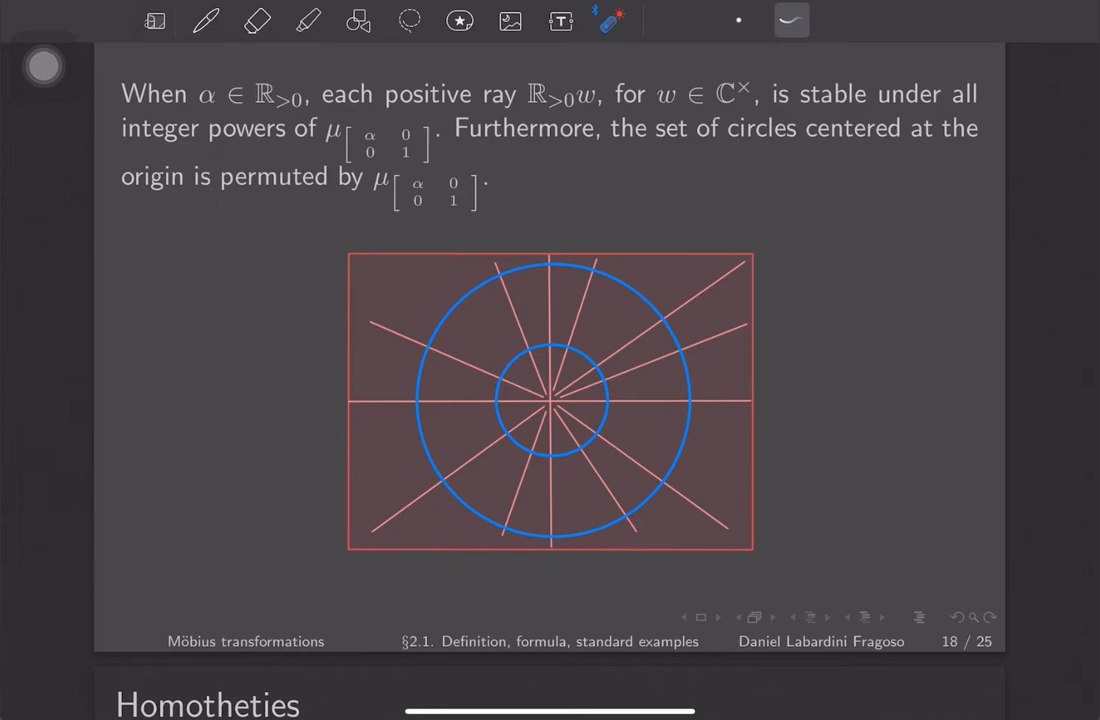 When α ∈ ℝ>0, each positive ray ℝ>0w, for w ∈ ℂ×, is stable under all
integer powers of μ[ α 0 0 1 ]. Furthermore, the set of circles centered at the
origin is permuted by μ[ α 0 0 1 ].
Möbius transformations §2.1. Definition, formula, standard examples Daniel Labardini Fragoso 18 / 25
Homotheties